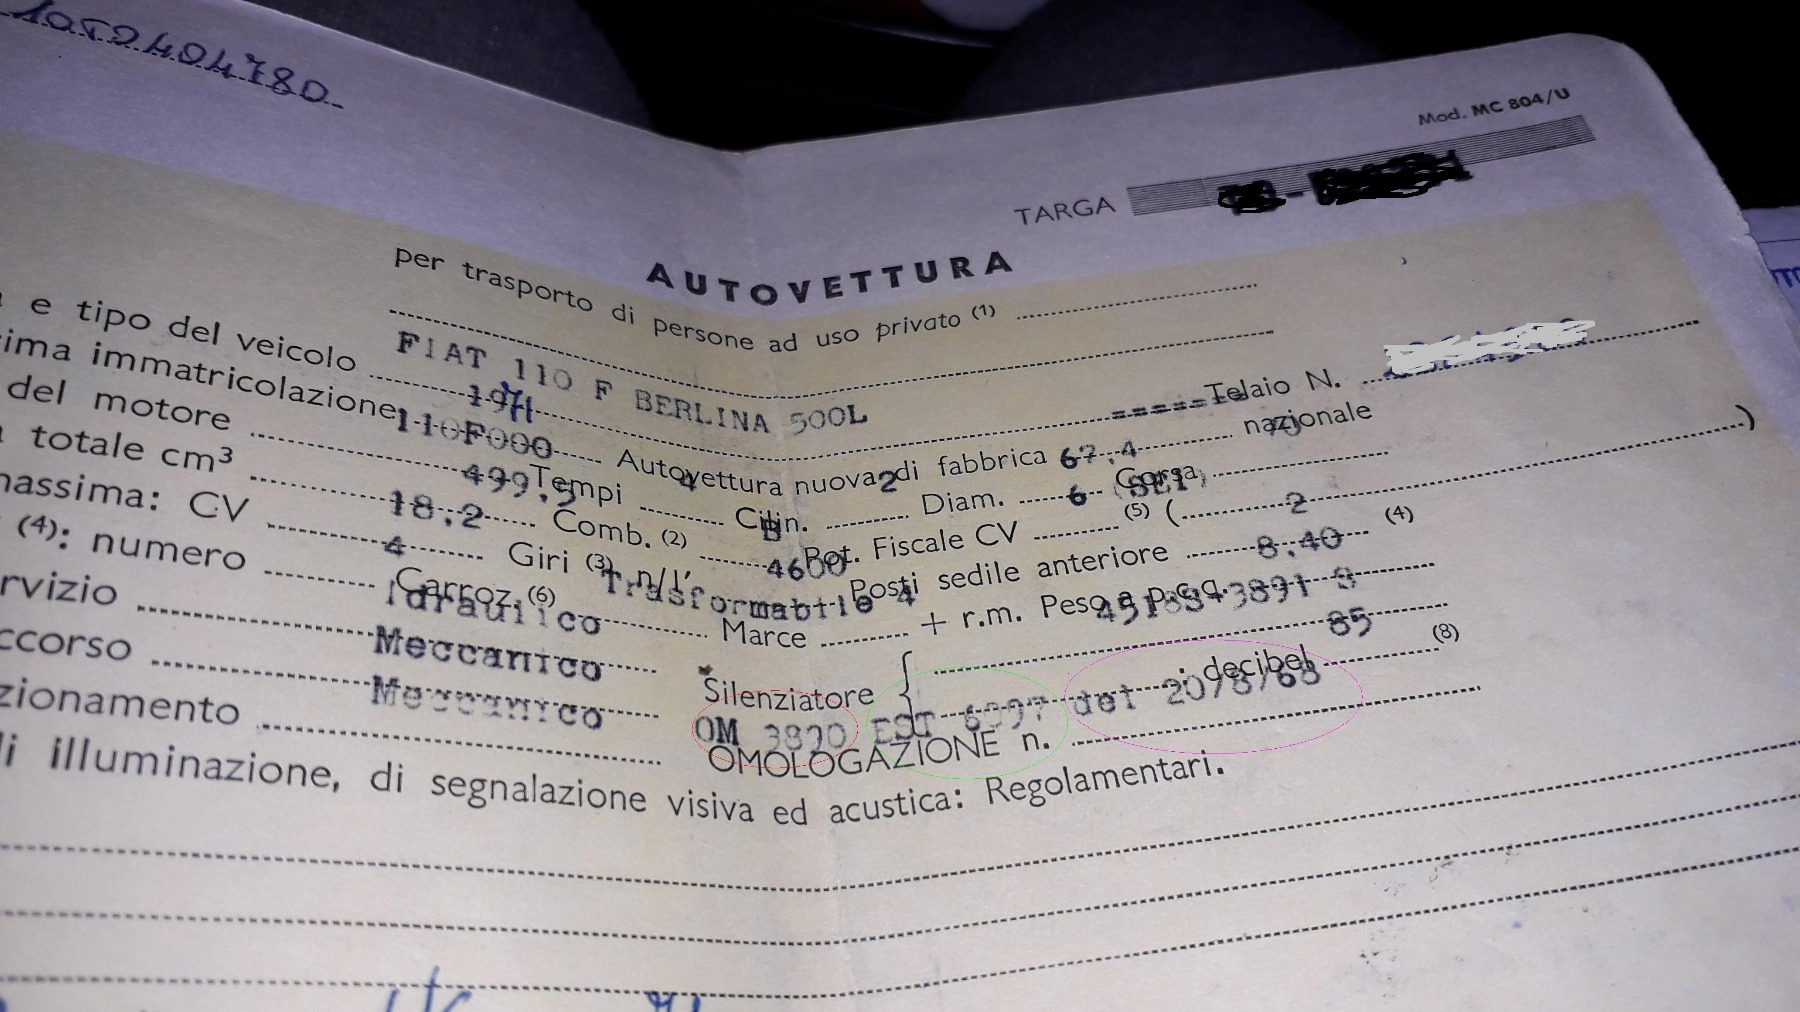 1052404780
Mod. MC 804/U
TARGA
AUTOVETTURA
per trasporto di persone ad uso privato (1)
e tipo del veicolo FIAT 110 F BERLINA 500L Telaio N.
ima immatricolazione 1971 Autovettura nuova di fabbrica nazionale
del motore 110F000 Tempi 4 Cilin. 2 Diam. 67.4 Corsa 70
totale cm³ 499.5 Comb. (2) B Pot. Fiscale CV 6 (5) ( SEI )
massima: CV 18.2 Giri (3) n/1' 4600 Posti sedile anteriore 2 (4)
(4): numero 4 Carroz. (6) Trasformabile Marce 4 + r.m. Peso a p.c.q. 8.40
rvizio Idraulico
ccorso Meccanico Silenziatore { decibel 85 (8)
zionamento Meccanico OMOLOGAZIONE n. OM 3890 EST
di illuminazione, di segnalazione visiva ed acustica: Regolamentari.